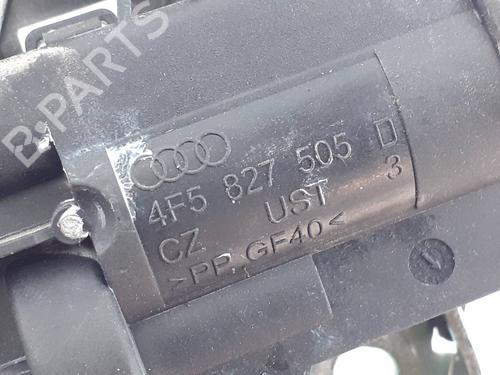 B-PARTS
4F5 827 505 D
CZ UST 3
>PP GF40<